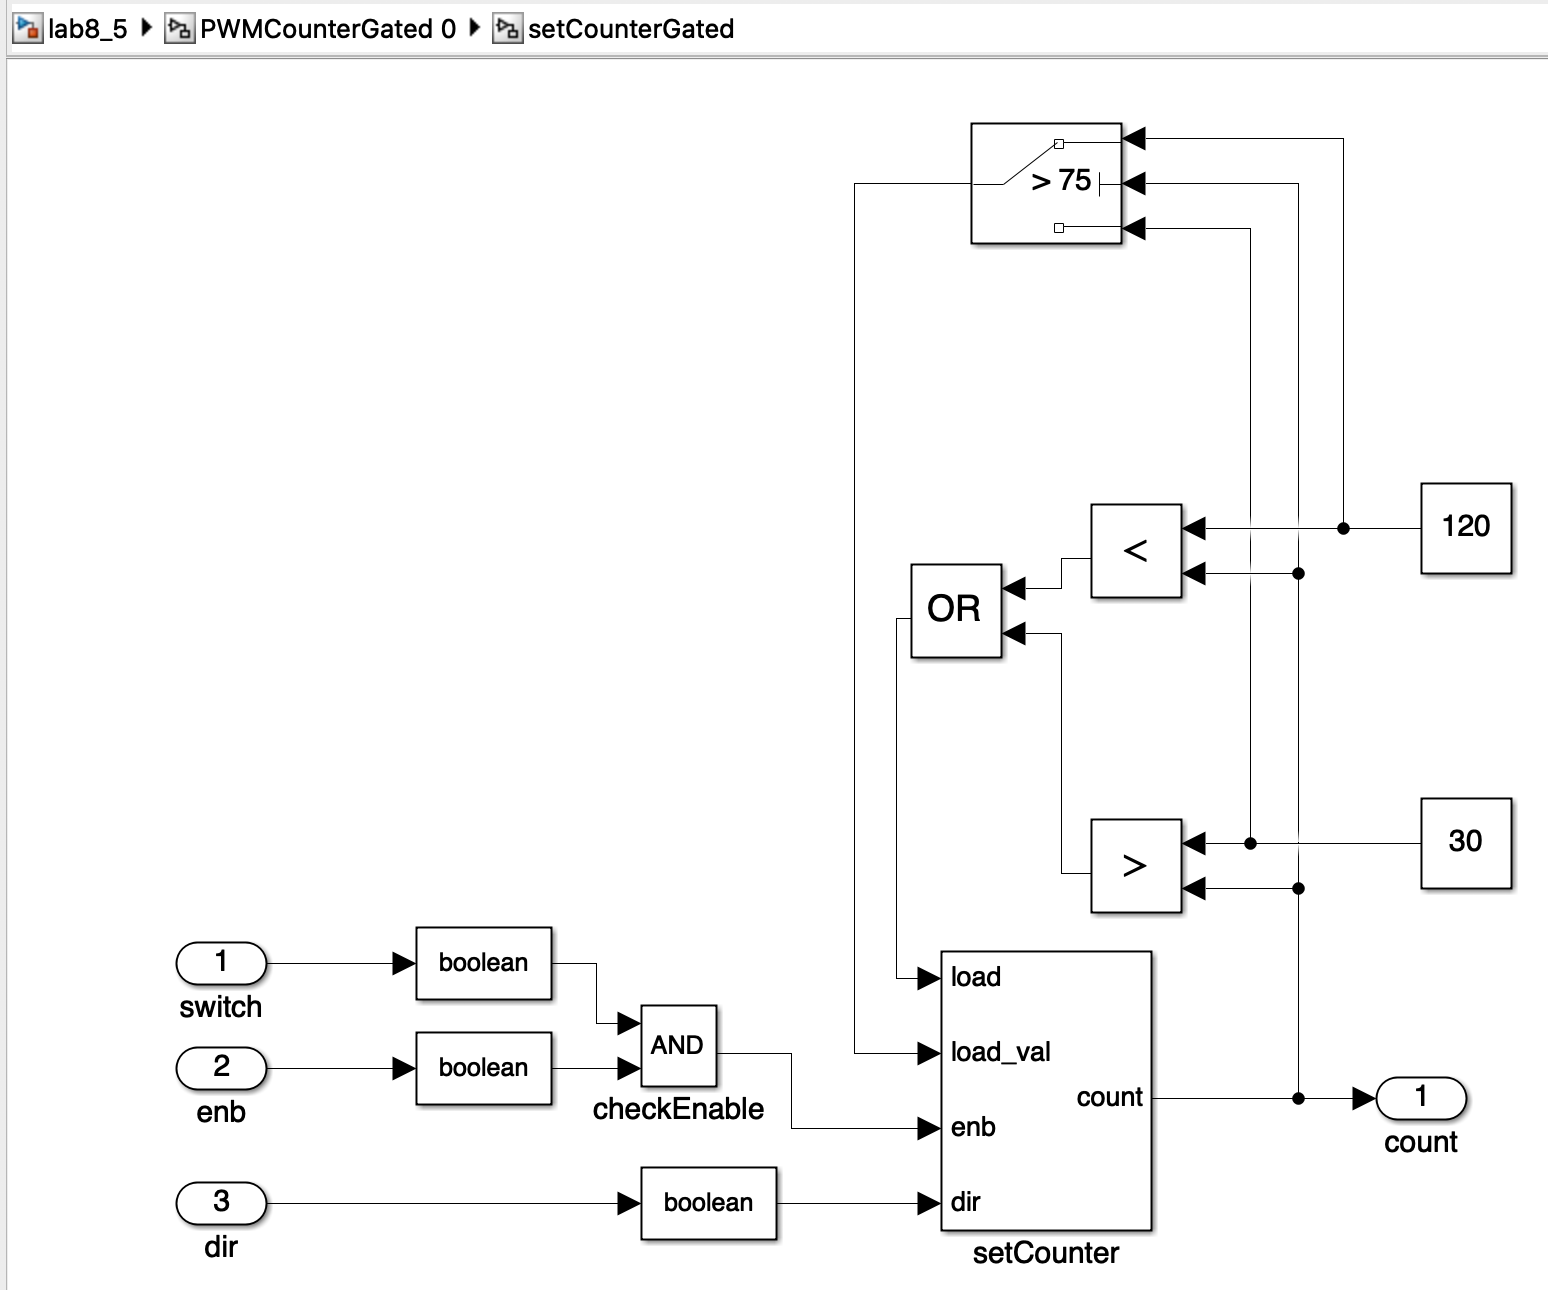 lab8_5 PWMCounterGated 0 setCounterGated
> 75
120
<
OR
30
>
1
switch
boolean
2
enb
boolean
AND
checkEnable
3
dir
boolean
load
load_val
count
enb
dir
setCounter
1
count